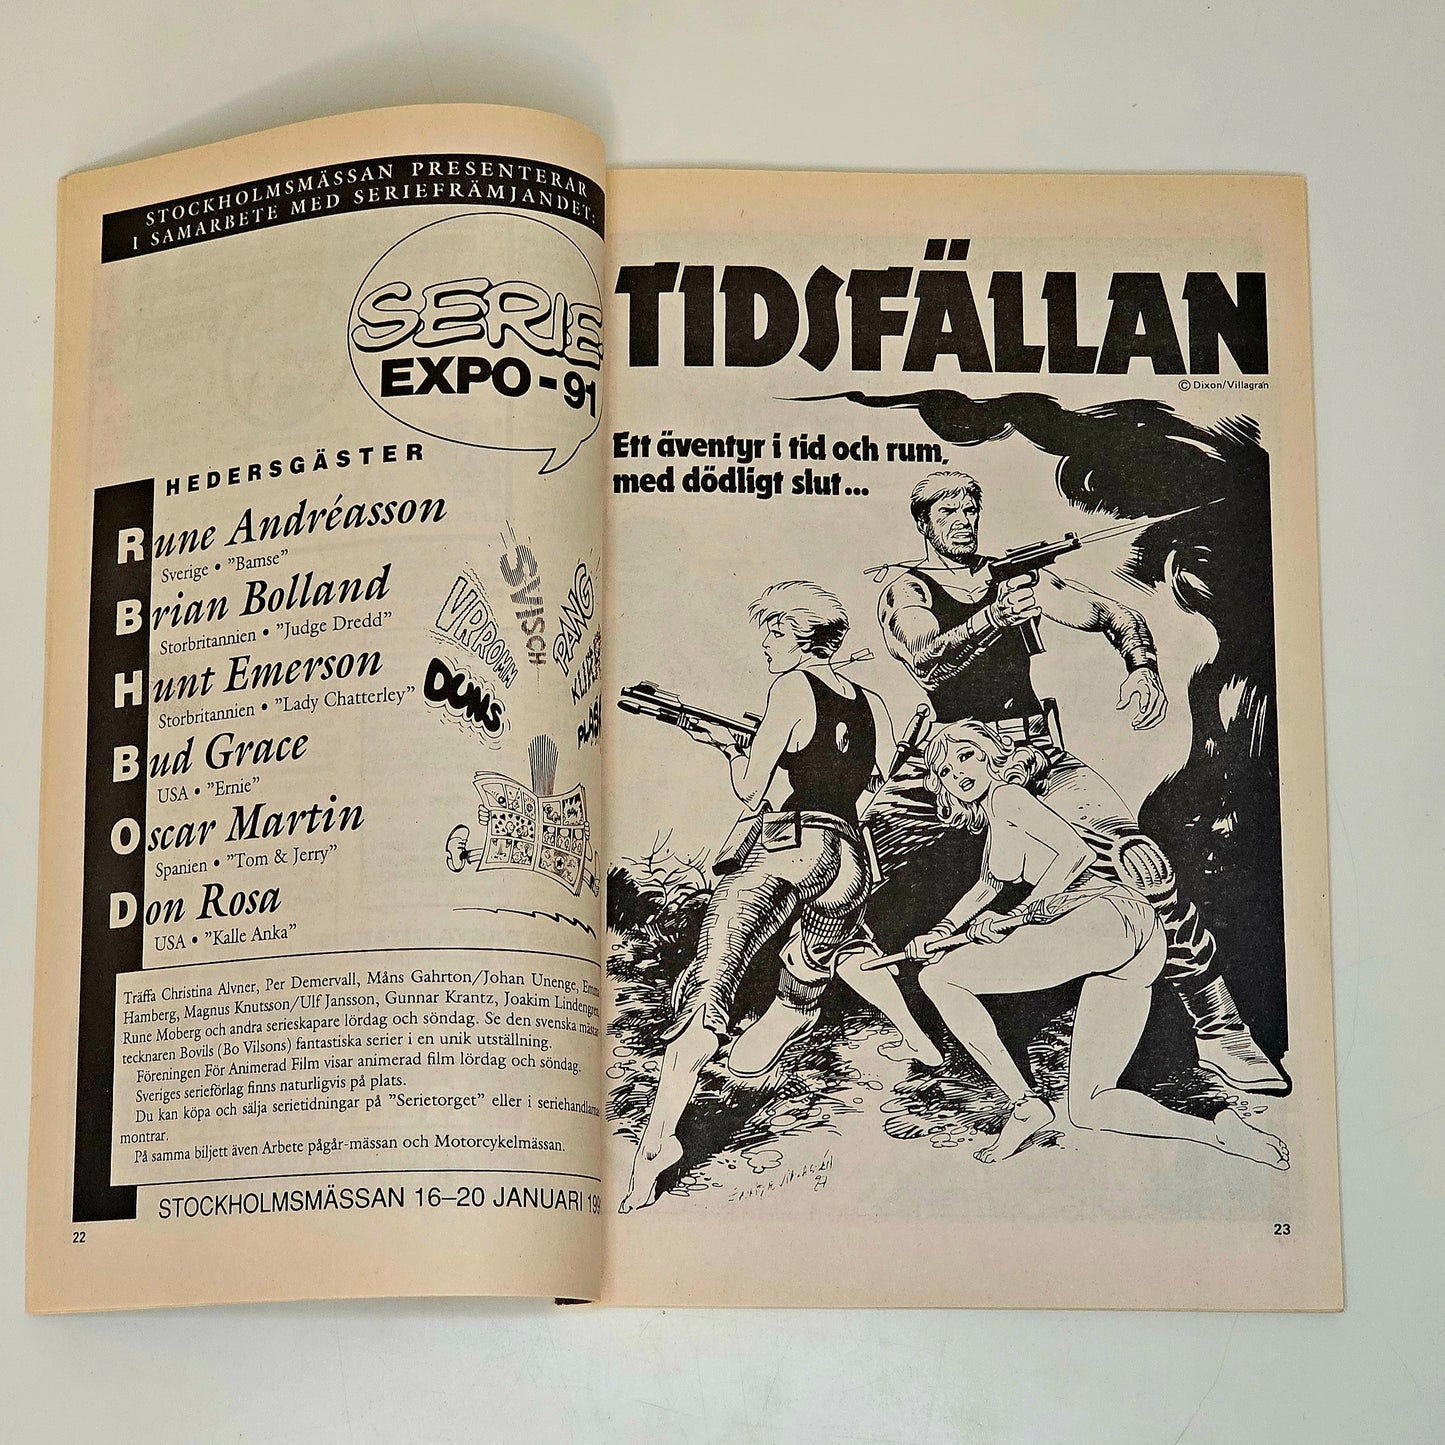 STOCKHOLMSMÄSSAN PRESENTERAR
I SAMARBETE MED SERIEFRÄMJANDET:
SERIE
EXPO-91
HEDERSGÄSTER
Rune Andréasson
Sverige • ”Bamse”
Brian Bolland
Storbritannien • ”Judge Dredd”
Hunt Emerson
Storbritannien • ”Lady Chatterley”
Bud Grace
USA • ”Ernie”
Oscar Martin
Spanien • ”Tom & Jerry”
Don Rosa
USA • ”Kalle Anka”
SVISCH
VRROMM
PANG
DUNS
Träffa Christina Alvner, Per Demervall, Måns Gahrton/Johan Unenge,
Hamberg, Magnus Knutsson/Ulf Jansson, Gunnar Krantz, Joakim Lindengren,
Rune Moberg och andra serieskapare lördag och söndag. Se den svenska
tecknaren Bovils (Bo Vilsons) fantastiska serier i en unik utställning.
Föreningen För Animerad Film visar animerad film lördag och söndag.
Sveriges serieförlag finns naturligvis på plats.
Du kan köpa och sälja serietidningar på ”Serietorget” eller i
montrar.
På samma biljett även Arbete pågår-mässan och Motorcykelmässan.
STOCKHOLMSMÄSSAN 16–20 JANUARI
22
TIDSFÄLLAN
© Dixon/Villagran
Ett äventyr i tid och rum,
med dödligt slut...
23